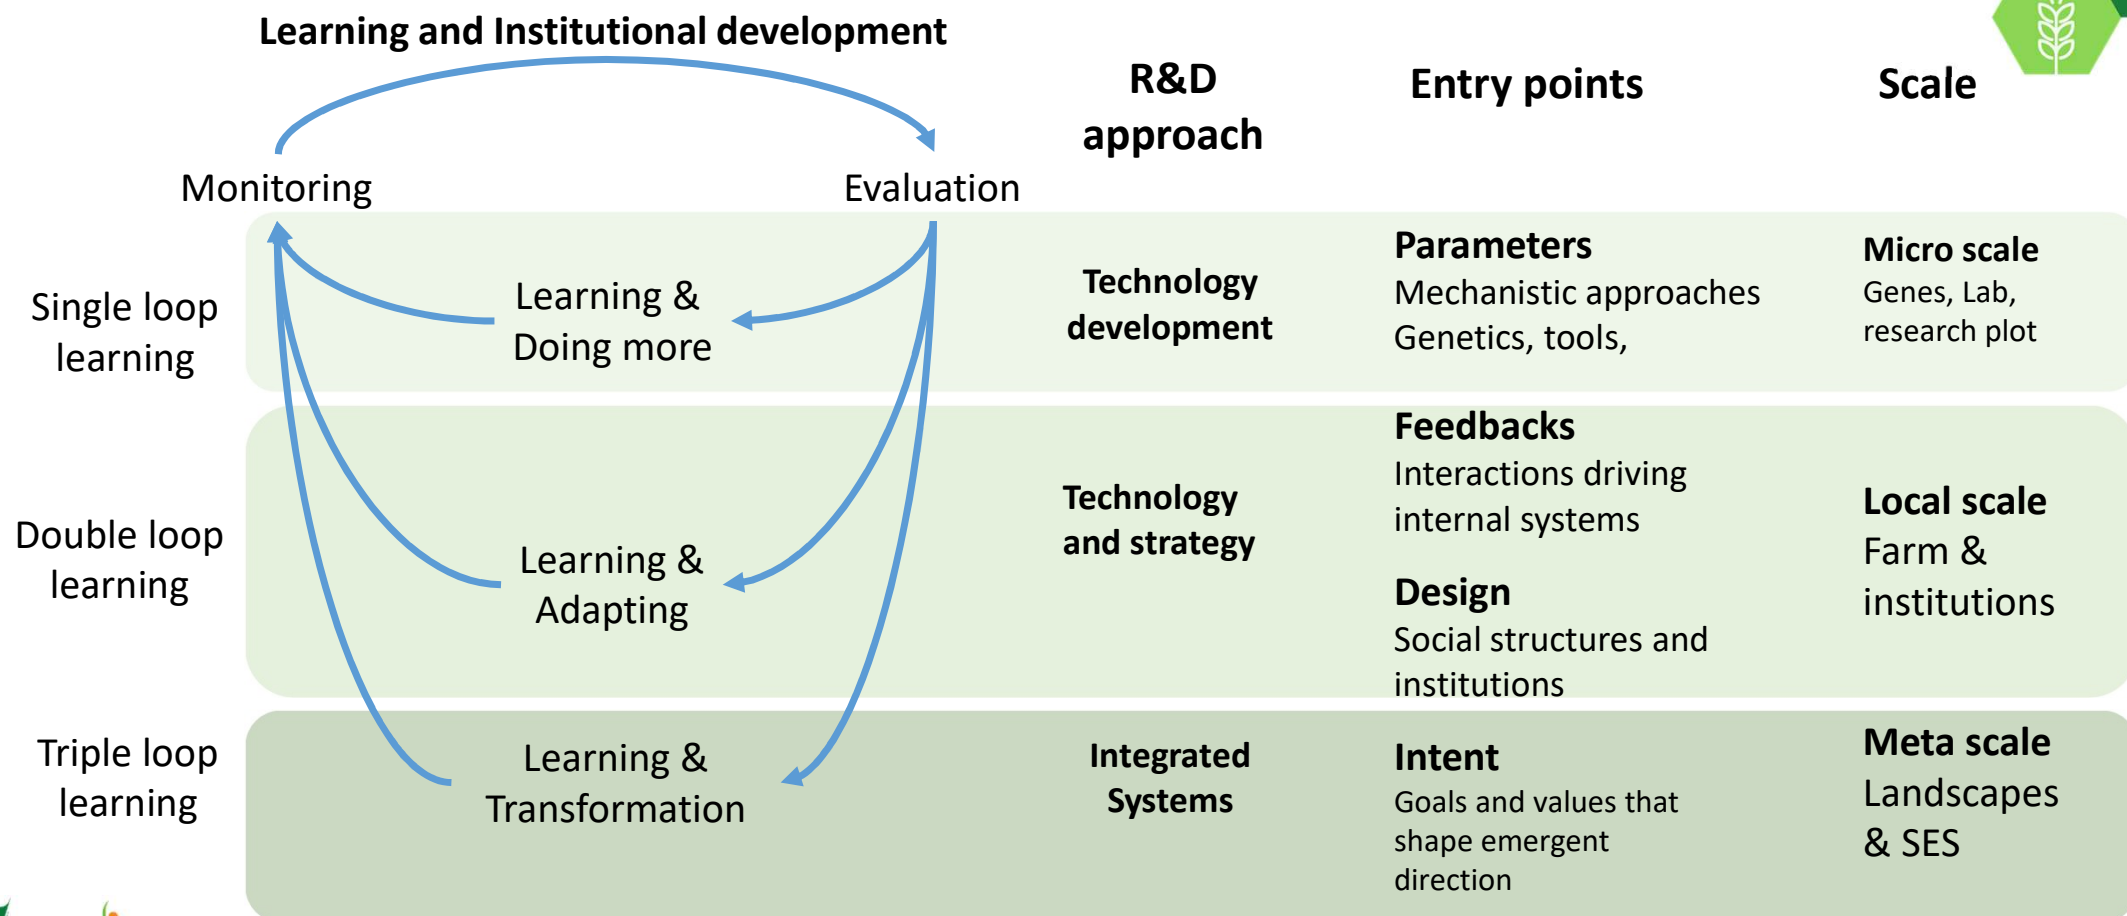 Learning and Institutional development
R&D
approach
Entry points
Scale
Monitoring
Evaluation
Single loop
learning
Learning &
Doing more
Technology
development
Parameters
Mechanistic approaches
Genetics, tools,
Micro scale
Genes, Lab,
research plot
Double loop
learning
Learning &
Adapting
Technology
and strategy
Feedbacks
Interactions driving
internal systems
Design
Social structures and
institutions
Local scale
Farm &
institutions
Triple loop
learning
Learning &
Transformation
Integrated
Systems
Intent
Goals and values that
shape emergent
direction
Meta scale
Landscapes
& SES